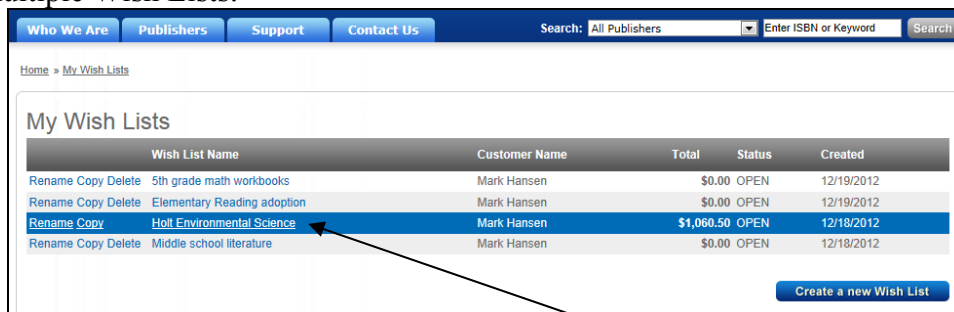 ultiple Wish Lists.
Who We Are Publishers Support Contact Us Search: All Publishers Enter ISBN or Keyword Search
Home » My Wish Lists
My Wish Lists
Wish List Name Customer Name Total Status Created
Rename Copy Delete 5th grade math workbooks Mark Hansen $0.00 OPEN 12/19/2012
Rename Copy Delete Elementary Reading adoption Mark Hansen $0.00 OPEN 12/19/2012
Rename Copy Holt Environmental Science Mark Hansen $1,060.50 OPEN 12/18/2012
Rename Copy Delete Middle school literature Mark Hansen $0.00 OPEN 12/18/2012
Create a new Wish List